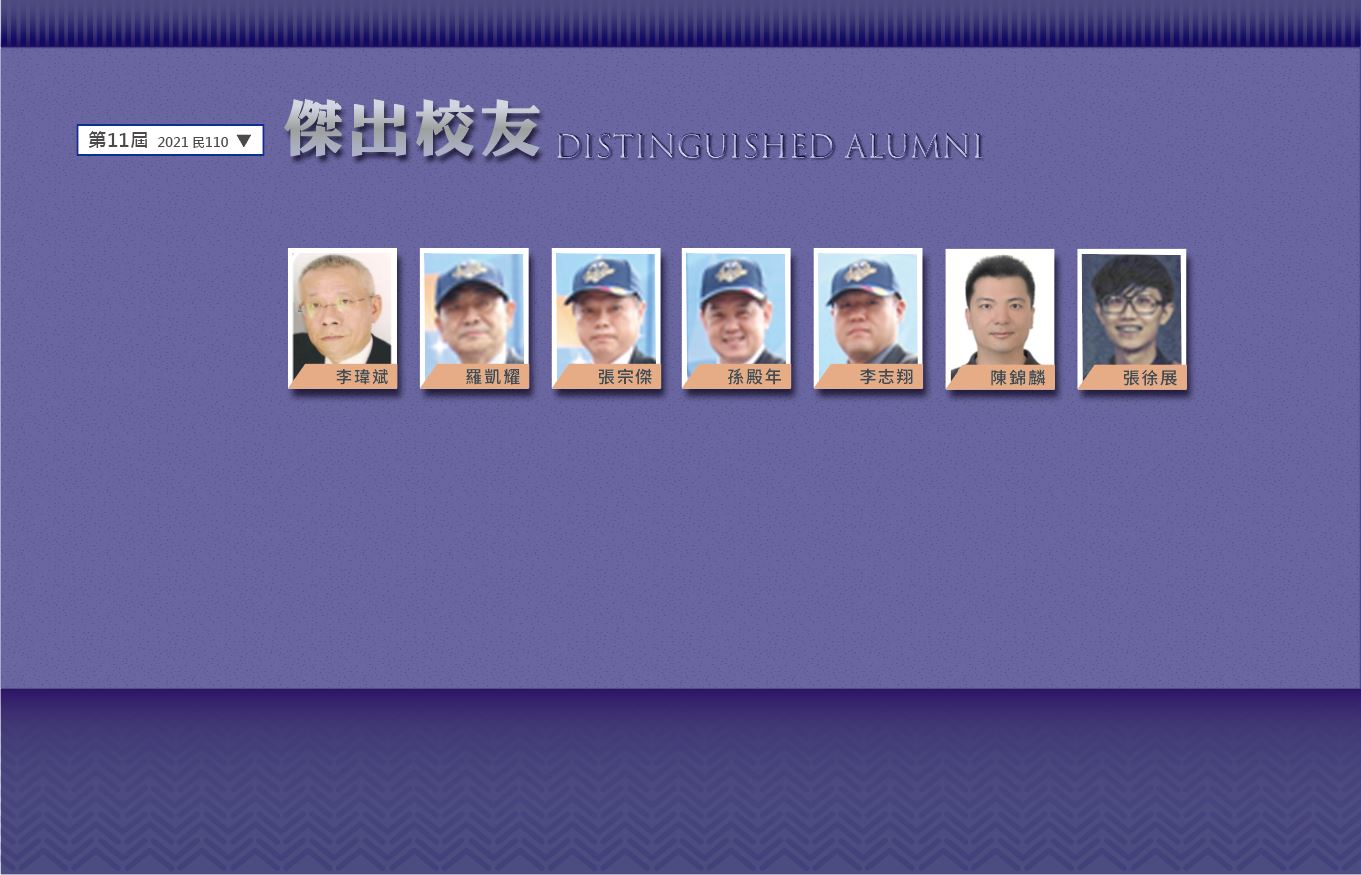 第11屆 2021 民110 ▼
傑出校友 DISTINGUISHED ALUMNI
李瑋斌 羅凱耀 張宗傑 孫殿年 李志翔 陳錦麟 張徐展